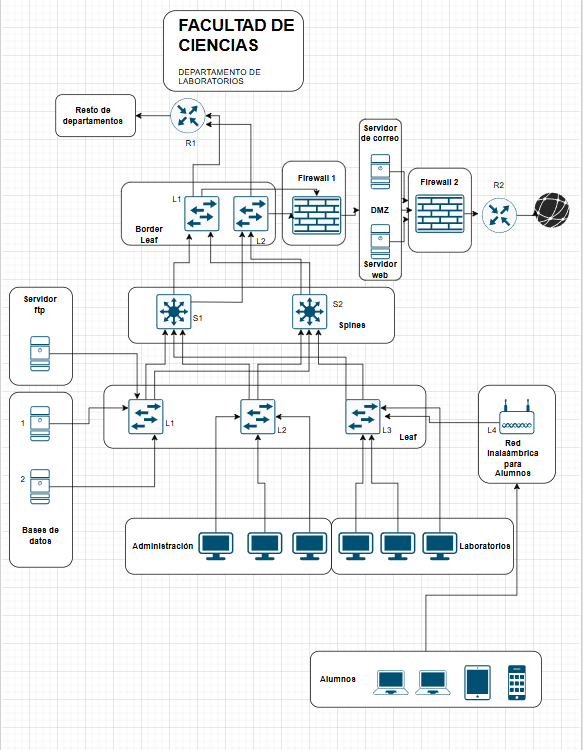 FACULTAD DE
CIENCIAS
DEPARTAMENTO DE
LABORATORIOS
Resto de
departamentos
R1
Servidor
de correo
Firewall 1
Firewall 2
R2
L1
DMZ
Border
Leaf
L2
Servidor
web
Servidor
ftp
S1
S2
Spines
1
L1
L2
L3
Leaf
L4
Red
inalaámbrica
para
Alumnos
2
Bases de
datos
Administración
Laboratorios
Alumnos